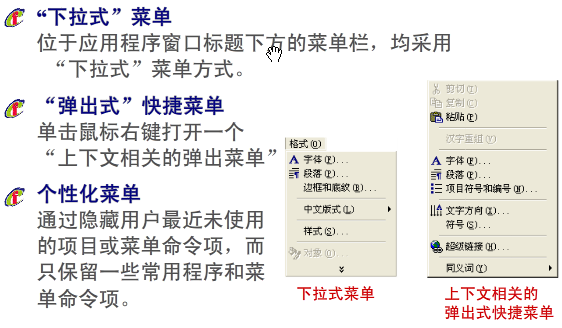 “下拉式”菜单
位于应用程序窗口标题下方的菜单栏，均采用
“下拉式”菜单方式。
“弹出式”快捷菜单
单击鼠标右键打开一个
“上下文相关的弹出菜单”
个性化菜单
通过隐藏用户最近未使用
的项目或菜单命令项，而
只保留一些常用程序和菜
单命令项。
格式(O)
字体(F)...
段落(P)...
边框和底纹(B)...
中文版式(L)
样式(S)...
对象(O)...
下拉式菜单
剪切(T)
复制(C)
粘贴(P)
汉字重组(V)
字体(F)...
段落(P)...
项目符号和编号(N)...
文字方向(X)...
符号(S)...
超级链接(H)...
同义词(Y)
上下文相关的
弹出式快捷菜单